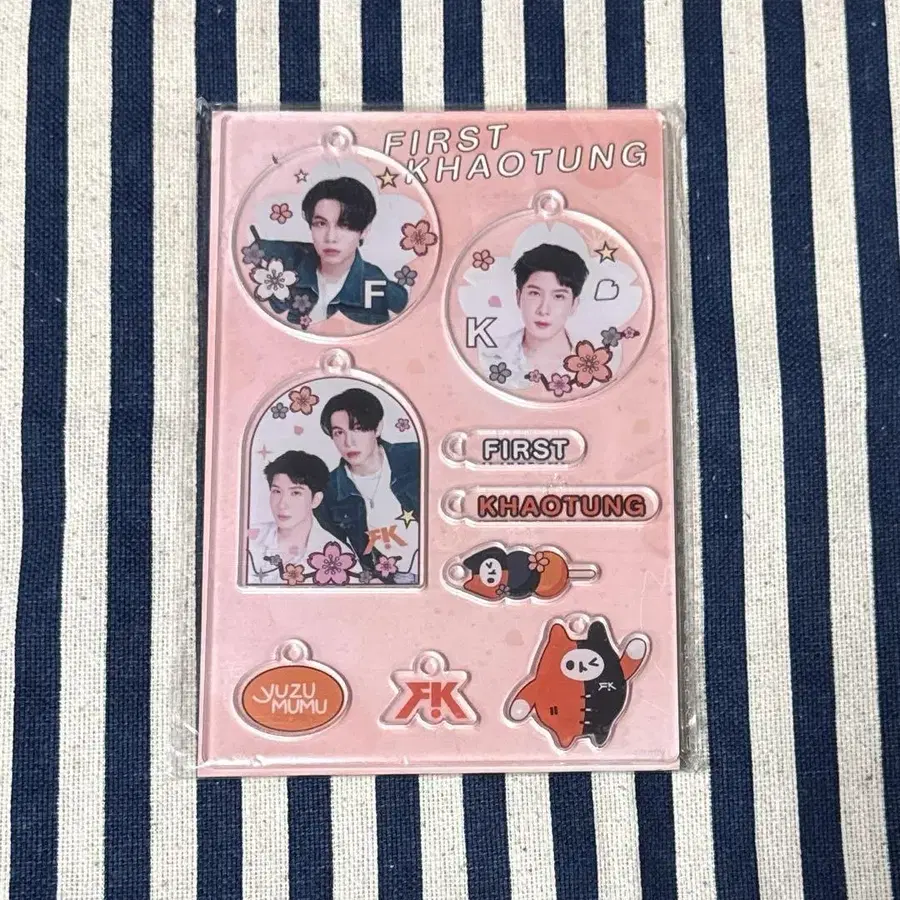 FIRST
KHAOTUNG
F
K
FK
FIRST
KHAOTUNG
YUZU
MUMU
FK
FK